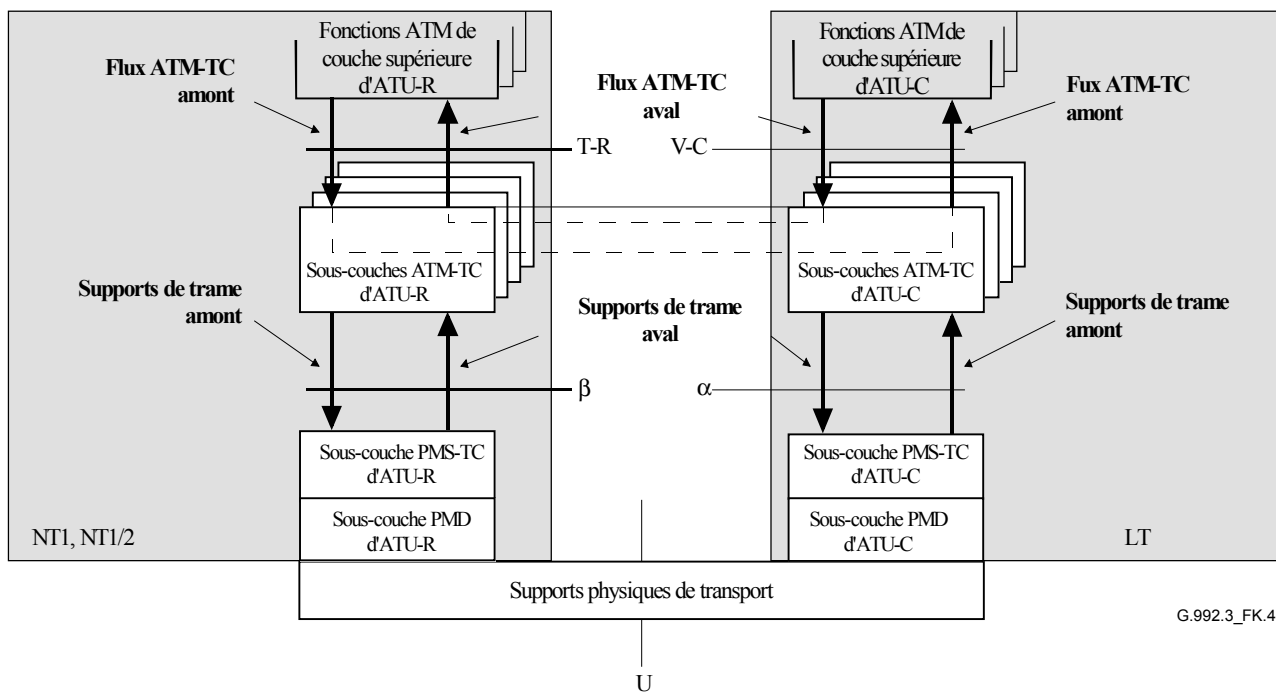 Fonctions ATM de
couche supérieure
d'ATU-R
Fonctions ATM de
couche supérieure
d'ATU-C
Flux ATM-TC
amont
Flux ATM-TC
aval
Fux ATM-TC
amont
T-R
V-C
Sous-couches ATM-TC
d'ATU-R
Sous-couches ATM-TC
d'ATU-C
Supports de trame
amont
Supports de trame
aval
Supports de trame
amont
β
α
Sous-couche PMS-TC
d'ATU-R
Sous-couche PMS-TC
d'ATU-C
Sous-couche PMD
d'ATU-R
Sous-couche PMD
d'ATU-C
NT1, NT1/2
LT
Supports physiques de transport
G.992.3_FK.4
U